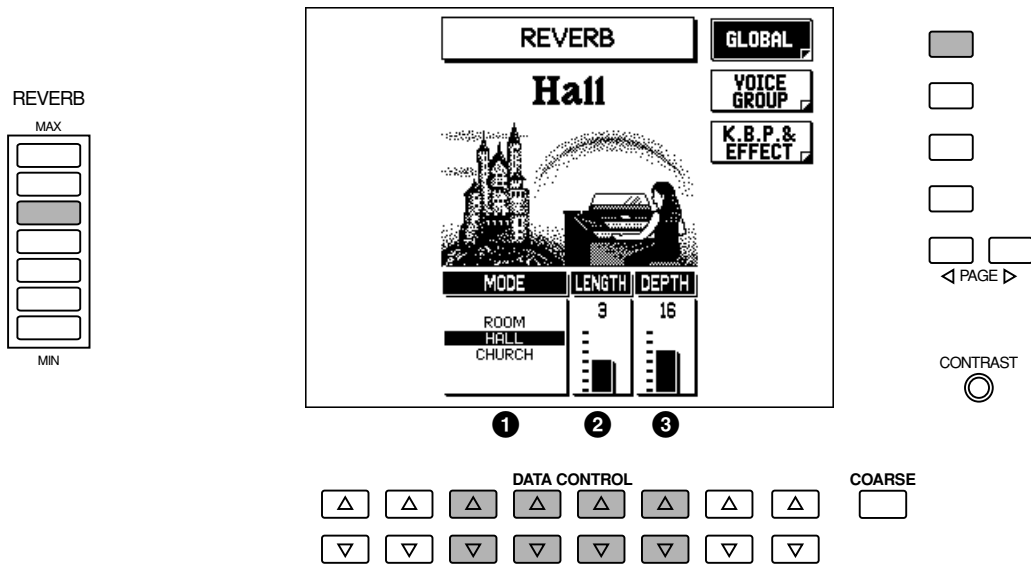 REVERB
MAX
MIN
REVERB
Hall
GLOBAL
VOICE
GROUP
K.B.P.&
EFFECT
MODE
LENGTH
DEPTH
ROOM
HALL
CHURCH
3
16
1
2
3
PAGE
CONTRAST
DATA CONTROL
COARSE